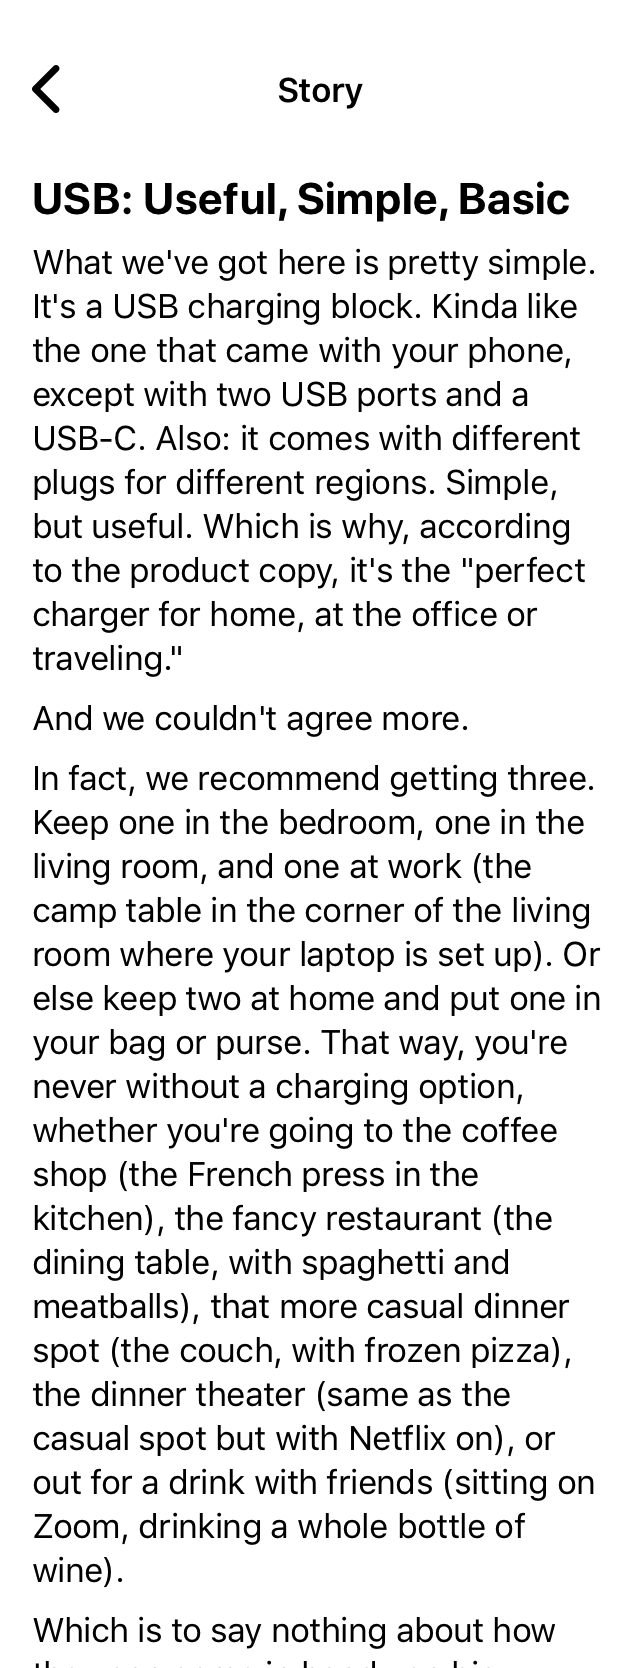 Story
USB: Useful, Simple, Basic
What we've got here is pretty simple.
It's a USB charging block. Kinda like
the one that came with your phone,
except with two USB ports and a
USB-C. Also: it comes with different
plugs for different regions. Simple,
but useful. Which is why, according
to the product copy, it's the "perfect
charger for home, at the office or
traveling."
And we couldn't agree more.
In fact, we recommend getting three.
Keep one in the bedroom, one in the
living room, and one at work (the
camp table in the corner of the living
room where your laptop is set up). Or
else keep two at home and put one in
your bag or purse. That way, you're
never without a charging option,
whether you're going to the coffee
shop (the French press in the
kitchen), the fancy restaurant (the
dining table, with spaghetti and
meatballs), that more casual dinner
spot (the couch, with frozen pizza),
the dinner theater (same as the
casual spot but with Netflix on), or
out for a drink with friends (sitting on
Zoom, drinking a whole bottle of
wine).
Which is to say nothing about how